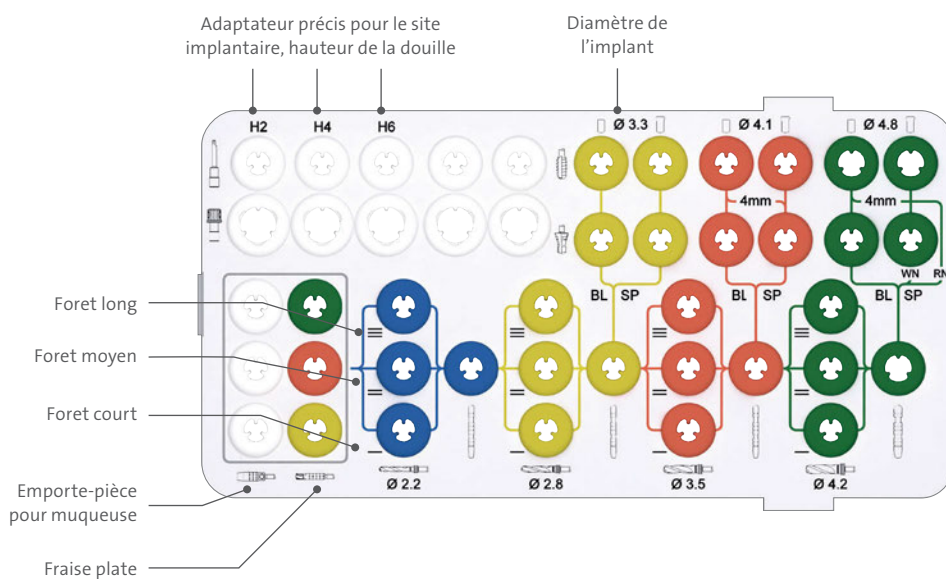 Adaptateur précis pour le site
implantaire, hauteur de la douille
Diamètre de
l'implant
H2 H4 H6 Ø 3.3 Ø 4.1 Ø 4.8
4mm 4mm
WN RN
BL SP BL SP BL SP
Foret long
Foret moyen
Foret court
Ø 2.2 Ø 2.8 Ø 3.5 Ø 4.2
Emporte-pièce
pour muqueuse
Fraise plate